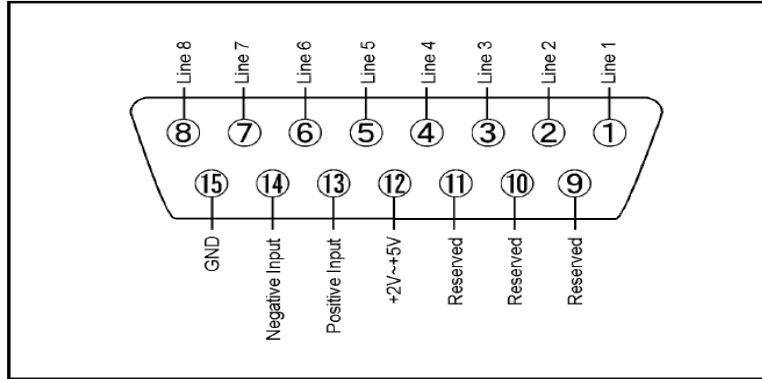 Line 8
Line 7
Line 6
Line 5
Line 4
Line 3
Line 2
Line 1
8
7
6
5
4
3
2
1
15
14
13
12
11
10
9
GND
Negative Input
Positive Input
+2V~+5V
Reserved
Reserved
Reserved